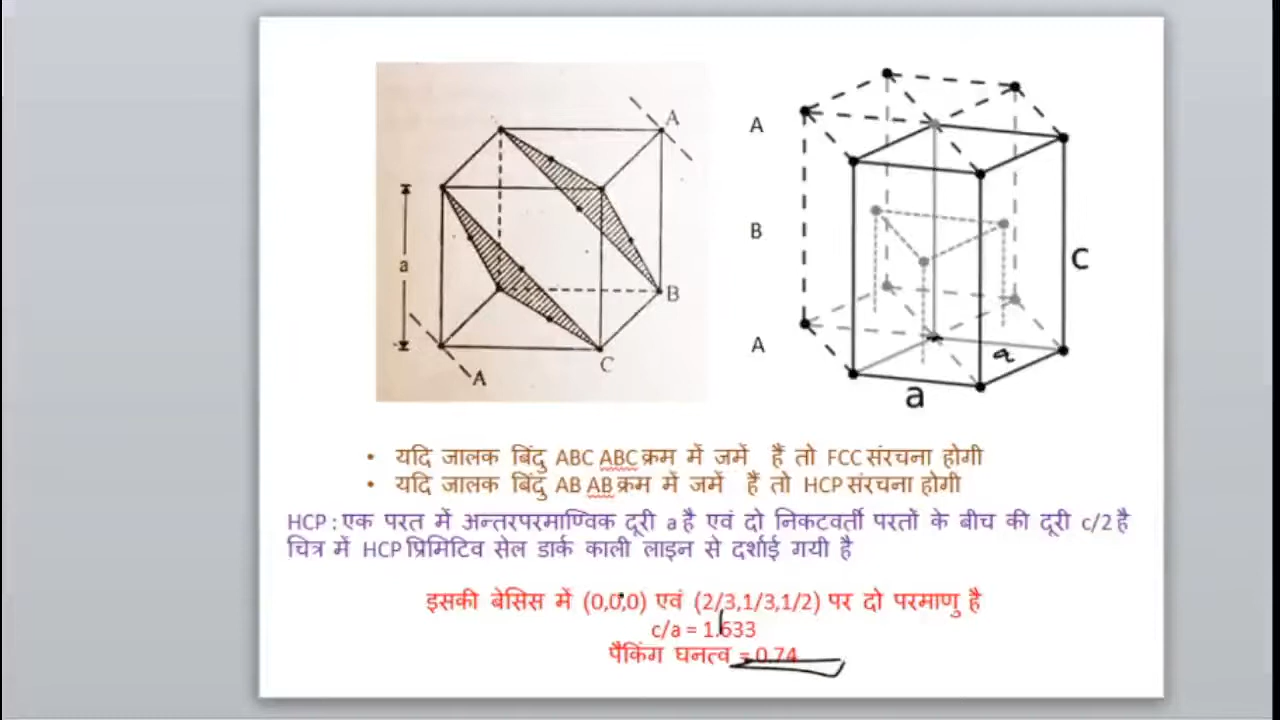 A
a
B
C
A
A
B
A
C
a
a
• यदि जालक बिंदु ABC ABC क्रम में जमें हैं तो FCC संरचना होगी
• यदि जालक बिंदु AB AB क्रम में जमें हैं तो HCP संरचना होगी
HCP : एक परत में अन्तरपरमाण्विक दूरी a है एवं दो निकटवर्ती परतों के बीच की दूरी c/2 है
चित्र में HCP प्रिमिटिव सेल डार्क काली लाइन से दर्शाई गयी है
इसकी बेसिस में (0,0,0) एवं (2/3,1/3,1/2) पर दो परमाणु है
c/a = 1.633
पैकिंग घनत्व = 0.74